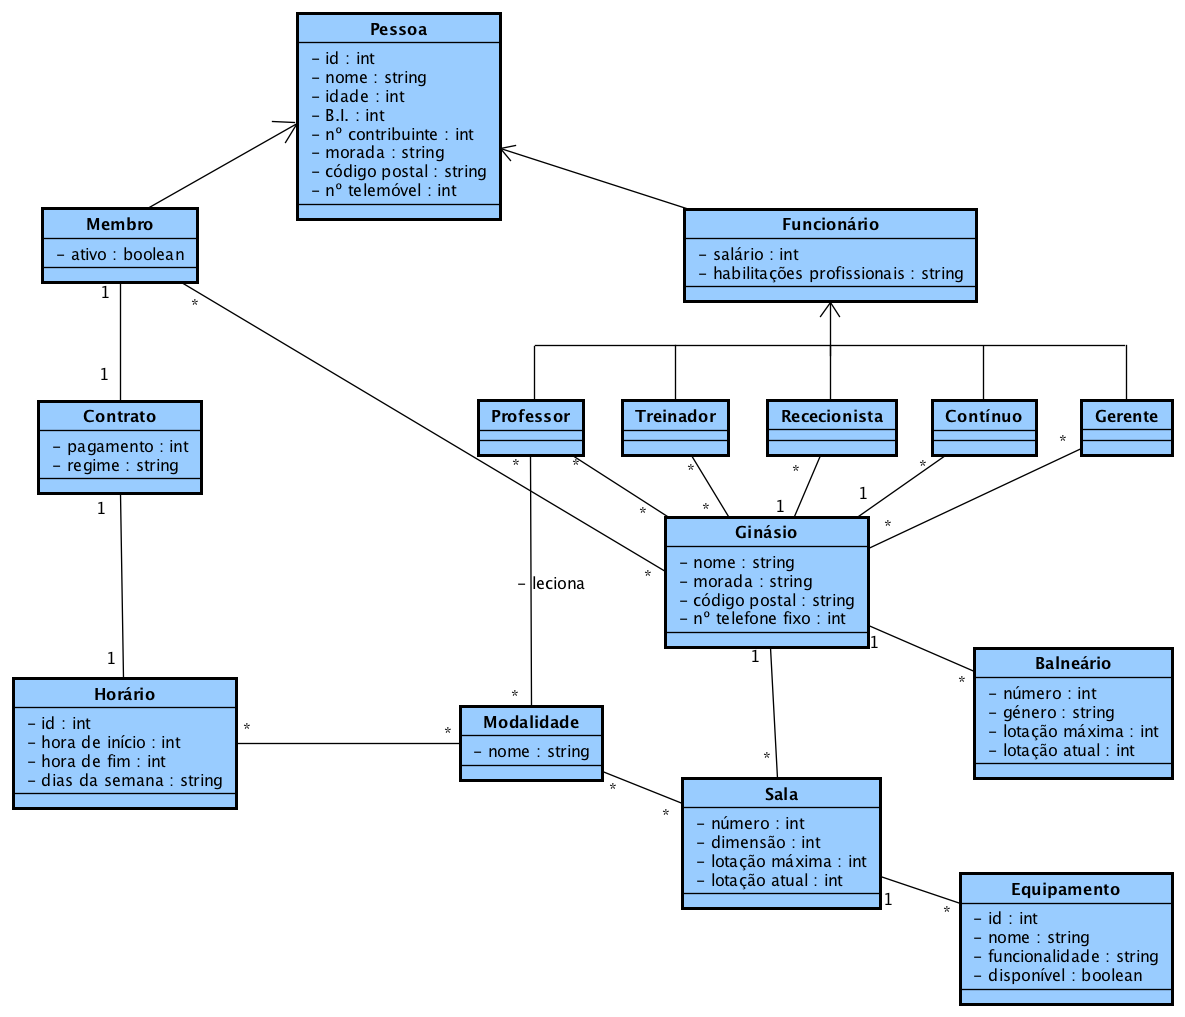 Pessoa
- id : int
- nome : string
- idade : int
- B.I. : int
- nº contribuinte : int
- morada : string
- código postal : string
- nº telemóvel : int
Membro
- ativo : boolean
1
*
Funcionário
- salário : int
- habilitações profissionais : string
1
Contrato
- pagamento : int
- regime : string
1
Professor
Treinador
Rececionista
Contínuo
Gerente
*
*
*
*
*
*
*
*
1
1
*
Ginásio
- nome : string
- morada : string
- código postal : string
- nº telefone fixo : int
*
- leciona
1
*
1
Balneário
- número : int
- género : string
- lotação máxima : int
- lotação atual : int
1
Horário
- id : int
- hora de início : int
- hora de fim : int
- dias da semana : string
*
*
*
Modalidade
- nome : string
*
*
*
Sala
- número : int
- dimensão : int
- lotação máxima : int
- lotação atual : int
1
*
Equipamento
- id : int
- nome : string
- funcionalidade : string
- disponível : boolean